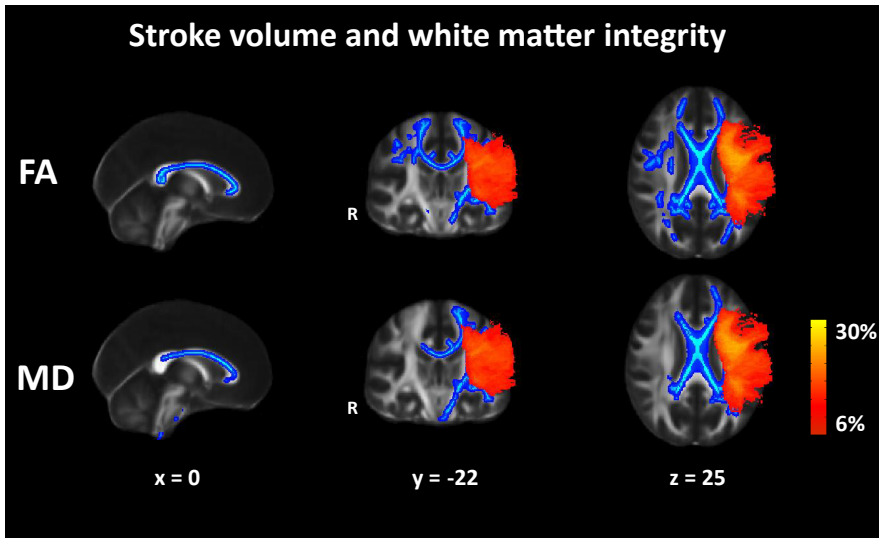 Stroke volume and white matter integrity
FA
R
MD
R
30%
6%
x = 0
y = -22
z = 25